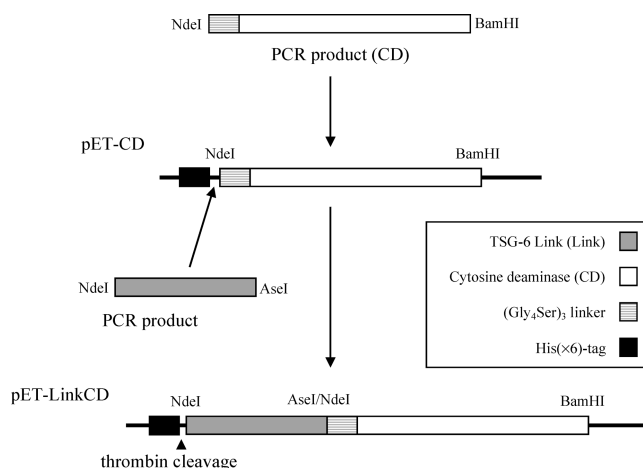 NdeI
BamHI
PCR product (CD)
pET-CD
NdeI
BamHI
NdeI
AseI
PCR product
TSG-6 Link (Link)
Cytosine deaminase (CD)
(Gly₄Ser)₃ linker
His(×6)-tag
pET-LinkCD
NdeI
AseI/NdeI
BamHI
thrombin cleavage